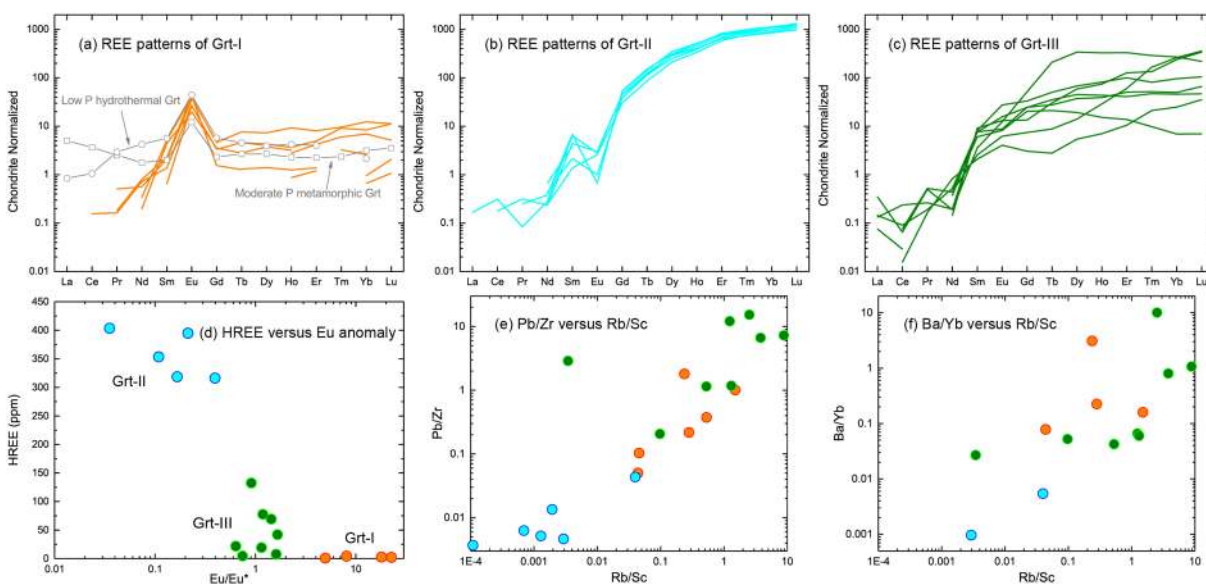 (a) REE patterns of Grt-I
Chondrite Normalized
1000
100
10
1
0.1
0.01
Low P hydrothermal Grt
Moderate P metamorphic Grt
La Ce Pr Nd Sm Eu Gd Tb Dy Ho Er Tm Yb Lu
(b) REE patterns of Grt-II
Chondrite Normalized
1000
100
10
1
0.1
0.01
La Ce Pr Nd Sm Eu Gd Tb Dy Ho Er Tm Yb Lu
(c) REE patterns of Grt-III
Chondrite Normalized
1000
100
10
1
0.1
0.01
La Ce Pr Nd Sm Eu Gd Tb Dy Ho Er Tm Yb Lu
(d) HREE versus Eu anomaly
HREE (ppm)
450
400
350
300
250
200
150
100
50
0
Grt-II
Grt-III
Grt-I
0.01 0.1 1 10
Eu/Eu*
(e) Pb/Zr versus Rb/Sc
Pb/Zr
10
1
0.1
0.01
1E-4 0.001 0.01 0.1 1 10
Rb/Sc
(f) Ba/Yb versus Rb/Sc
Ba/Yb
10
1
0.1
0.01
0.001
1E-4 0.001 0.01 0.1 1 10
Rb/Sc